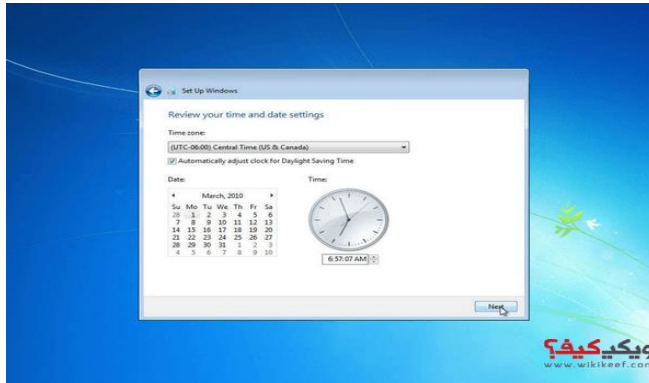 Set Up Windows
Review your time and date settings
Time zone:
(UTC-06:00) Central Time (US & Canada)
Automatically adjust clock for Daylight Saving Time
Date:
Time:
March, 2010
Su Mo Tu We Th Fr Sa
28 1 2 3 4 5 6
7 8 9 10 11 12 13
14 15 16 17 18 19 20
21 22 23 24 25 26 27
28 29 30 31 1 2 3
4 5 6 7 8 9 10
6:57:07 AM
Next
ويكيكيف؟
www.wikikeef.com